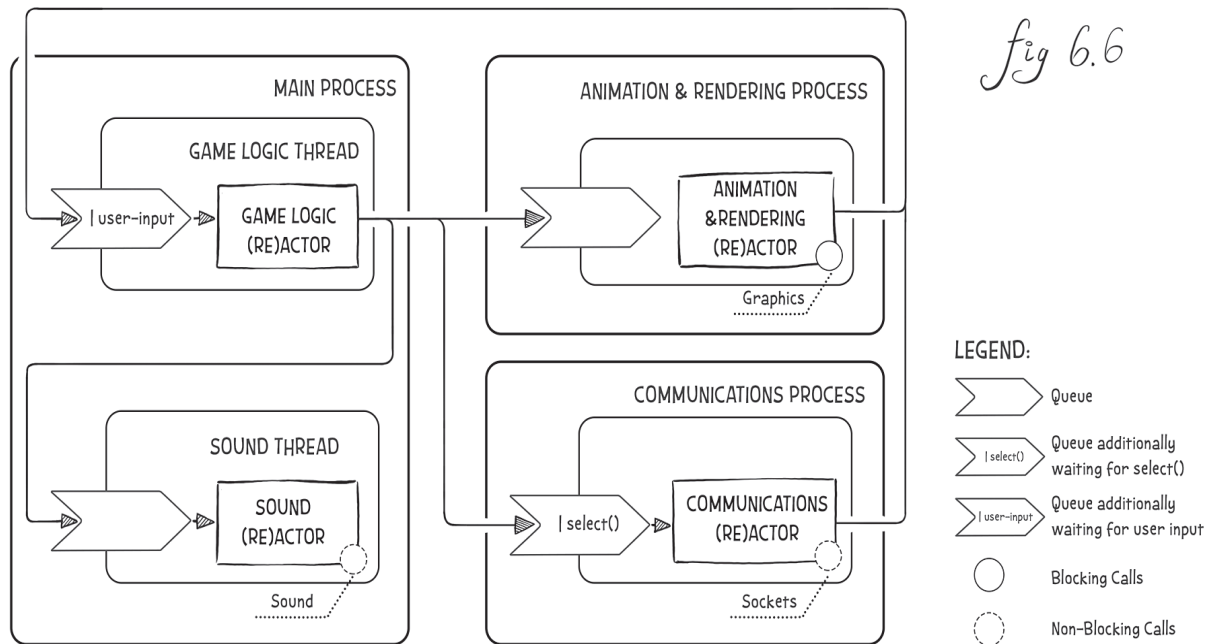 fig 6.6
MAIN PROCESS
GAME LOGIC THREAD
| user-input
GAME LOGIC
(RE)ACTOR
ANIMATION & RENDERING PROCESS
ANIMATION
&RENDERING
(RE)ACTOR
Graphics
SOUND THREAD
SOUND
(RE)ACTOR
Sound
COMMUNICATIONS PROCESS
| select()
COMMUNICATIONS
(RE)ACTOR
Sockets
LEGEND:
Queue
| select()
Queue additionally
waiting for select()
| user-input
Queue additionally
waiting for user input
Blocking Calls
Non-Blocking Calls